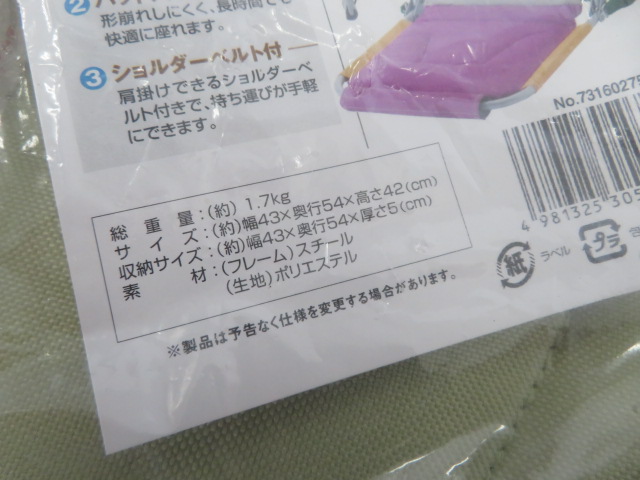 ②
形崩れしにくく、長時間でも
快適に座れます。
③ ショルダーベルト付
肩掛けできるショルダーベ
ルト付きで、持ち運びが手軽
にできます。
No.7316027
4 981325 30
総重量:(約) 1.7kg
サイズ:(約)幅43×奥行54×高さ42(cm)
収納サイズ:(約)幅43×奥行54×厚さ5(cm)
素材:(フレーム)スチール
(生地)ポリエステル
紙 ラベル プラ
※製品は予告なく仕様を変更する場合があります。